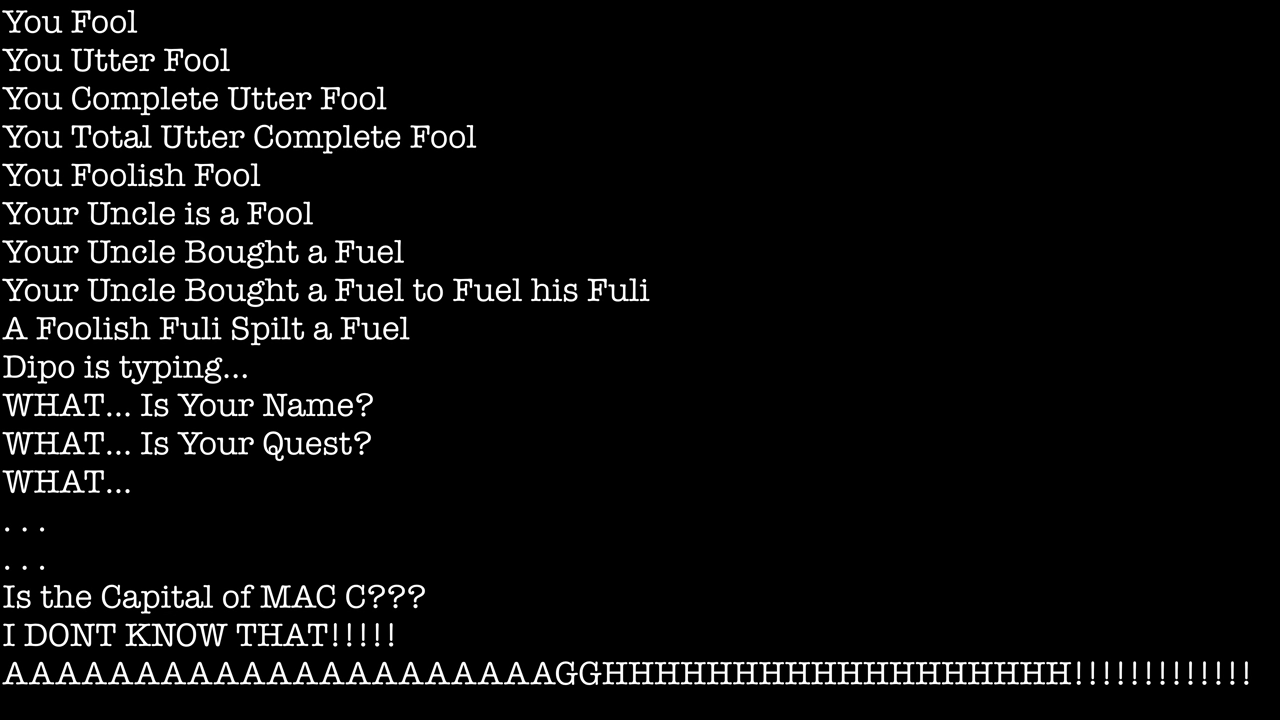 You Fool
You Utter Fool
You Complete Utter Fool
You Total Utter Complete Fool
You Foolish Fool
Your Uncle is a Fool
Your Uncle Bought a Fuel
Your Uncle Bought a Fuel to Fuel his Fuli
A Foolish Fuli Spilt a Fuel
Dipo is typing...
WHAT... Is Your Name?
WHAT... Is Your Quest?
WHAT...
. . .
. . .
Is the Capital of MAC C???
I DONT KNOW THAT!!!!!
AAAAAAAAAAAAAAAAAAAAAGGHHHHHHHHHHHHHHHHHH!!!!!!!!!!!!!